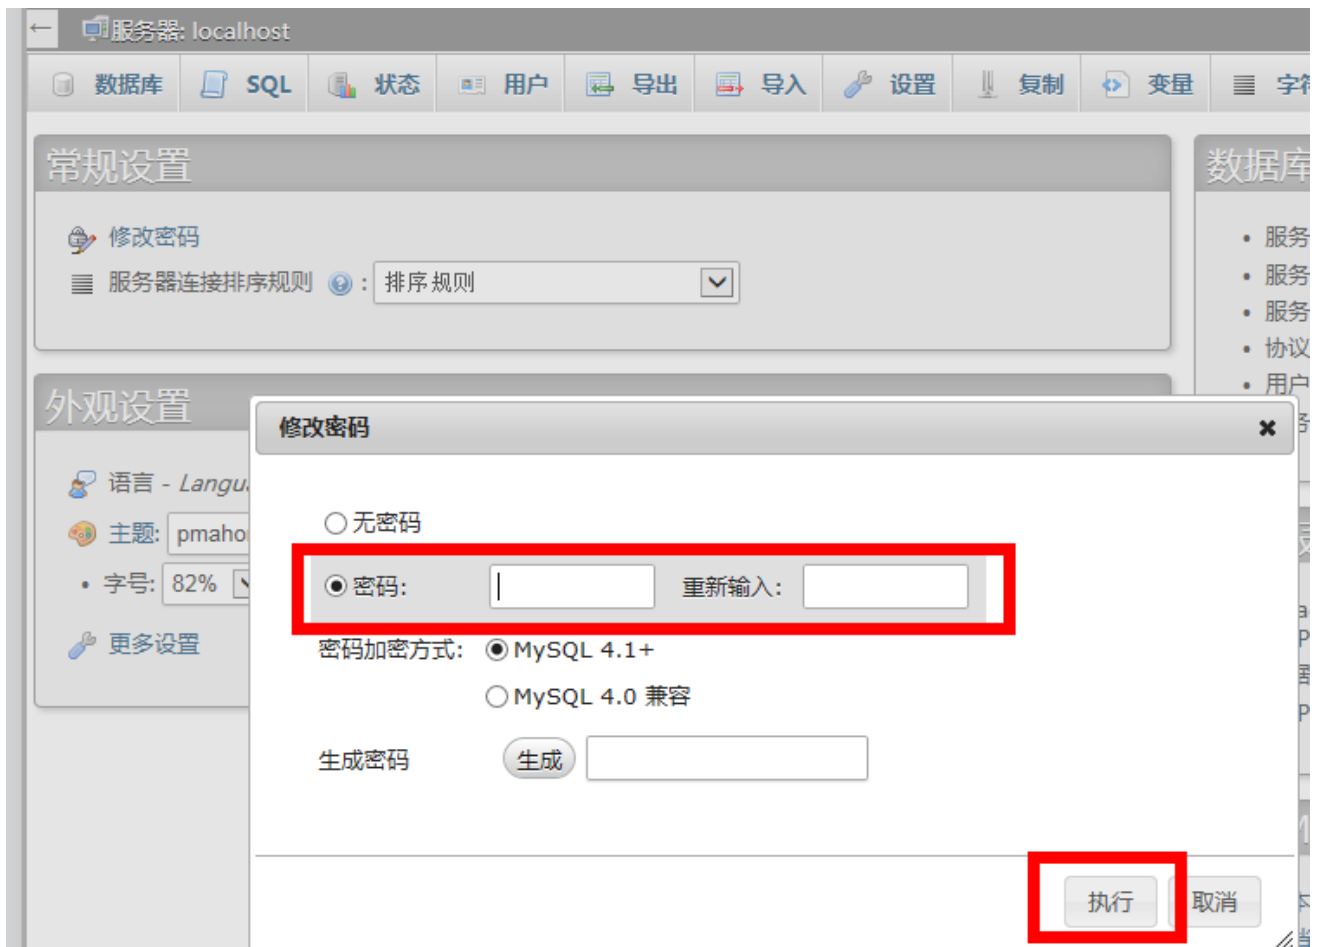 服务器: localhost
数据库 SQL 状态 用户 导出 导入 设置 复制 变量
常规设置
数据库
修改密码
服务
服务器连接排序规则 : 排序规则
服务
服务
协议
用户
外观设置
修改密码
语言 - Langu
无密码
主题: pmaho
密码: 重新输入:
字号: 82%
更多设置
密码加密方式: MySQL 4.1+
MySQL 4.0 兼容
生成密码 生成
执行 取消